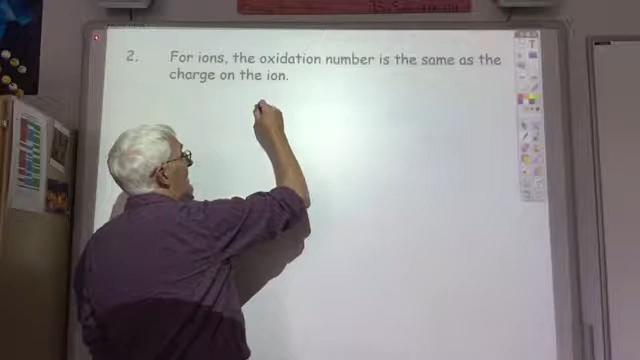 2. For ions, the oxidation number is the same as the
charge on the ion.